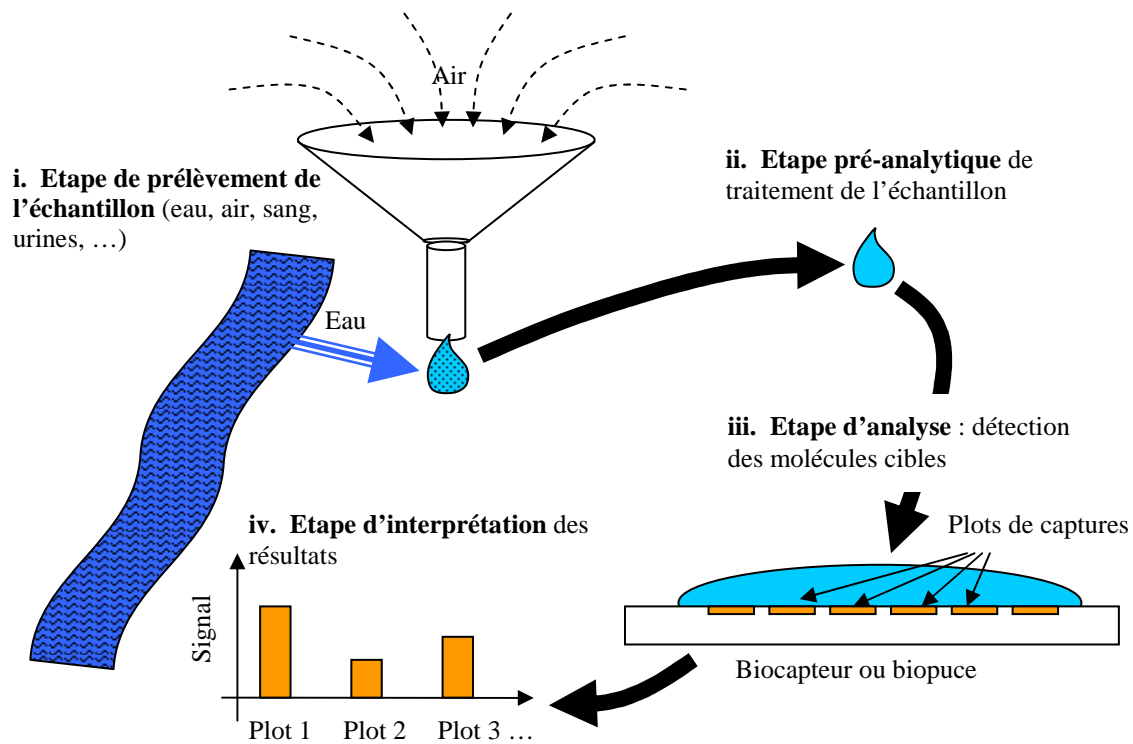 Air
i. Etape de prélèvement de
l’échantillon (eau, air, sang,
urines, …)
ii. Etape pré-analytique de
traitement de l’échantillon
Eau
iii. Etape d’analyse : détection
des molécules cibles
Plots de captures
Biocapteur ou biopuce
iv. Etape d’interprétation des
résultats
Signal
Plot 1 Plot 2 Plot 3 …